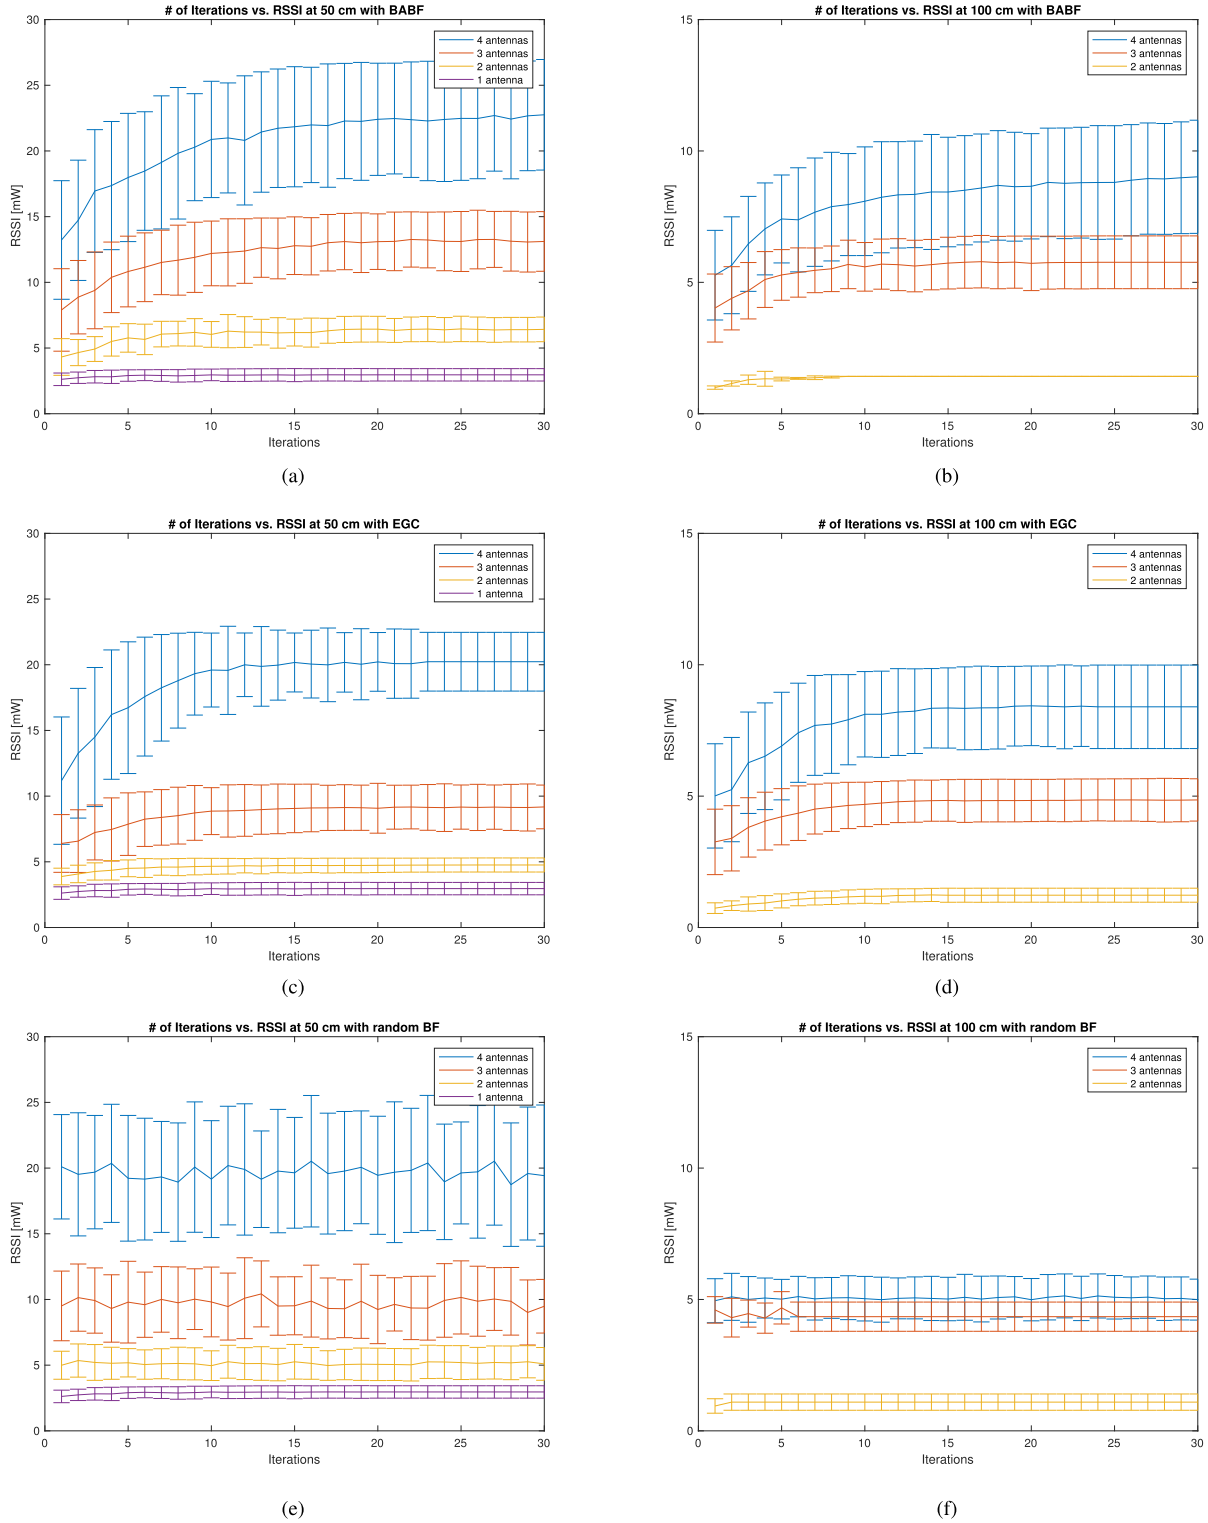 # of Iterations vs. RSSI at 50 cm with BABF
30
25
20
15
10
5
0
RSSI [mW]
4 antennas
3 antennas
2 antennas
1 antenna
0 5 10 15 20 25 30
Iterations
(a)
# of Iterations vs. RSSI at 100 cm with BABF
15
10
5
0
RSSI [mW]
4 antennas
3 antennas
2 antennas
0 5 10 15 20 25 30
Iterations
(b)
# of Iterations vs. RSSI at 50 cm with EGC
30
25
20
15
10
5
0
RSSI [mW]
4 antennas
3 antennas
2 antennas
1 antenna
0 5 10 15 20 25 30
Iterations
(c)
# of Iterations vs. RSSI at 100 cm with EGC
15
10
5
0
RSSI [mW]
4 antennas
3 antennas
2 antennas
0 5 10 15 20 25 30
Iterations
(d)
# of Iterations vs. RSSI at 50 cm with random BF
30
25
20
15
10
5
0
RSSI [mW]
4 antennas
3 antennas
2 antennas
1 antenna
0 5 10 15 20 25 30
Iterations
(e)
# of Iterations vs. RSSI at 100 cm with random BF
15
10
5
0
RSSI [mW]
4 antennas
3 antennas
2 antennas
0 5 10 15 20 25 30
Iterations
(f)